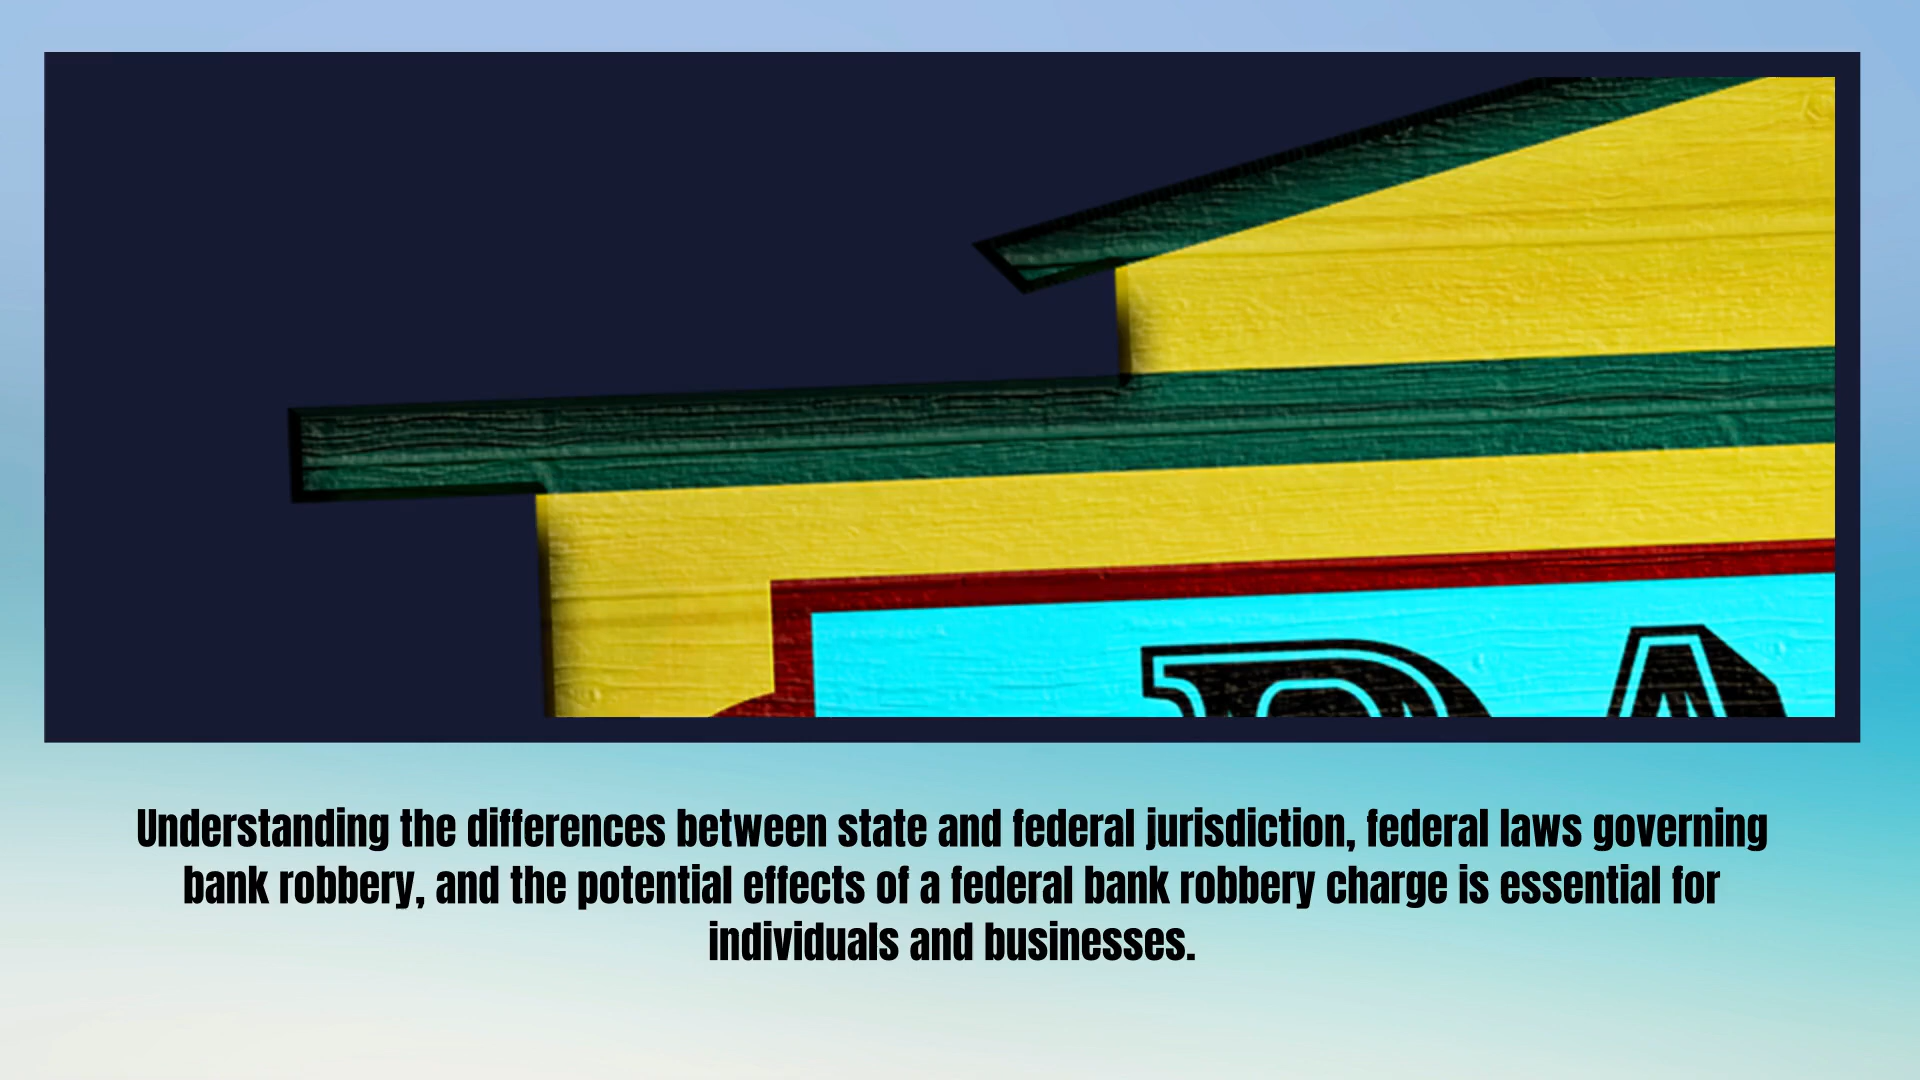 Understanding the differences between state and federal jurisdiction, federal laws governing
bank robbery, and the potential effects of a federal bank robbery charge is essential for
individuals and businesses.